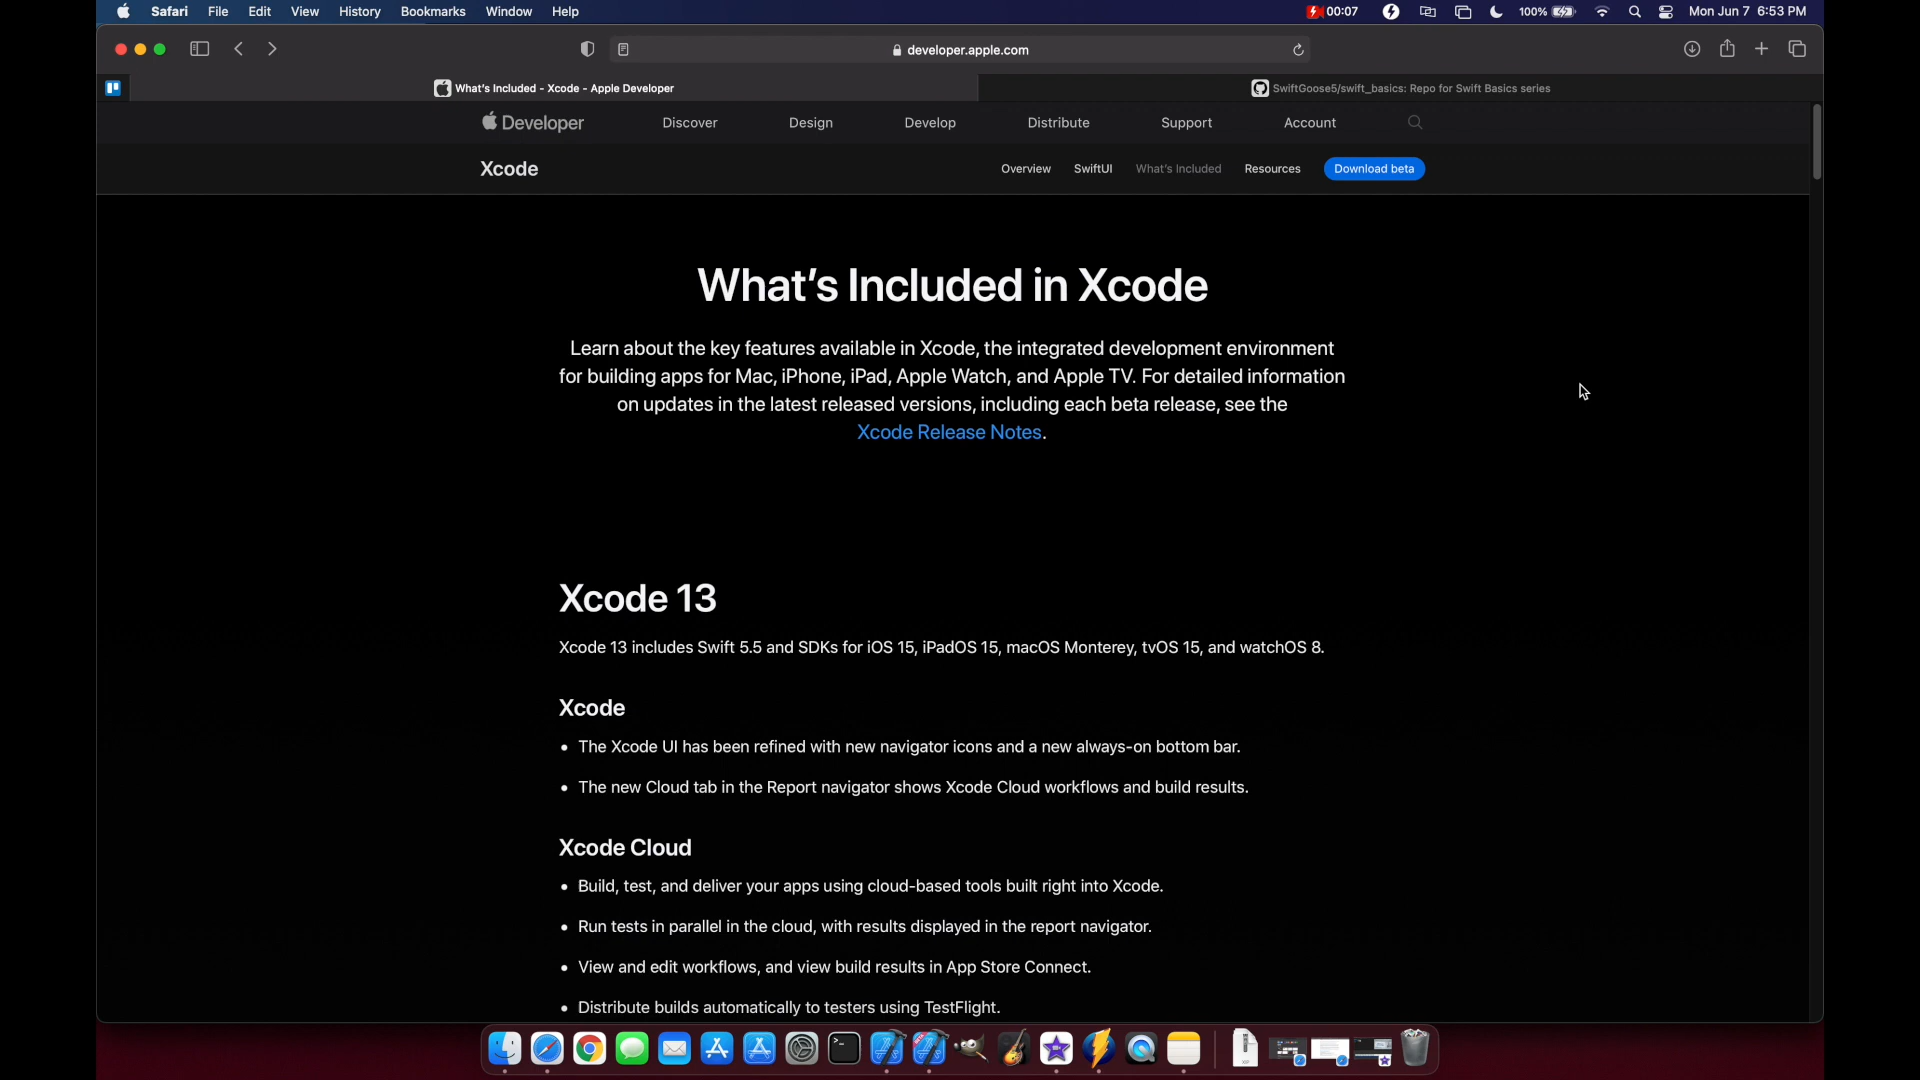 Safari File Edit View History Bookmarks Window Help 00:07 100% Mon Jun 7 6:53 PM
developer.apple.com
What's Included - Xcode - Apple Developer SwiftGoose5/swift_basics: Repo for Swift Basics series
Developer Discover Design Develop Distribute Support Account
Xcode Overview SwiftUI What's Included Resources Download beta
What's Included in Xcode
Learn about the key features available in Xcode, the integrated development environment
for building apps for Mac, iPhone, iPad, Apple Watch, and Apple TV. For detailed information
on updates in the latest released versions, including each beta release, see the
Xcode Release Notes.
Xcode 13
Xcode 13 includes Swift 5.5 and SDKs for iOS 15, iPadOS 15, macOS Monterey, tvOS 15, and watchOS 8.
Xcode
• The Xcode UI has been refined with new navigator icons and a new always-on bottom bar.
• The new Cloud tab in the Report navigator shows Xcode Cloud workflows and build results.
Xcode Cloud
• Build, test, and deliver your apps using cloud-based tools built right into Xcode.
• Run tests in parallel in the cloud, with results displayed in the report navigator.
• View and edit workflows, and view build results in App Store Connect.
• Distribute builds automatically to testers using TestFlight.